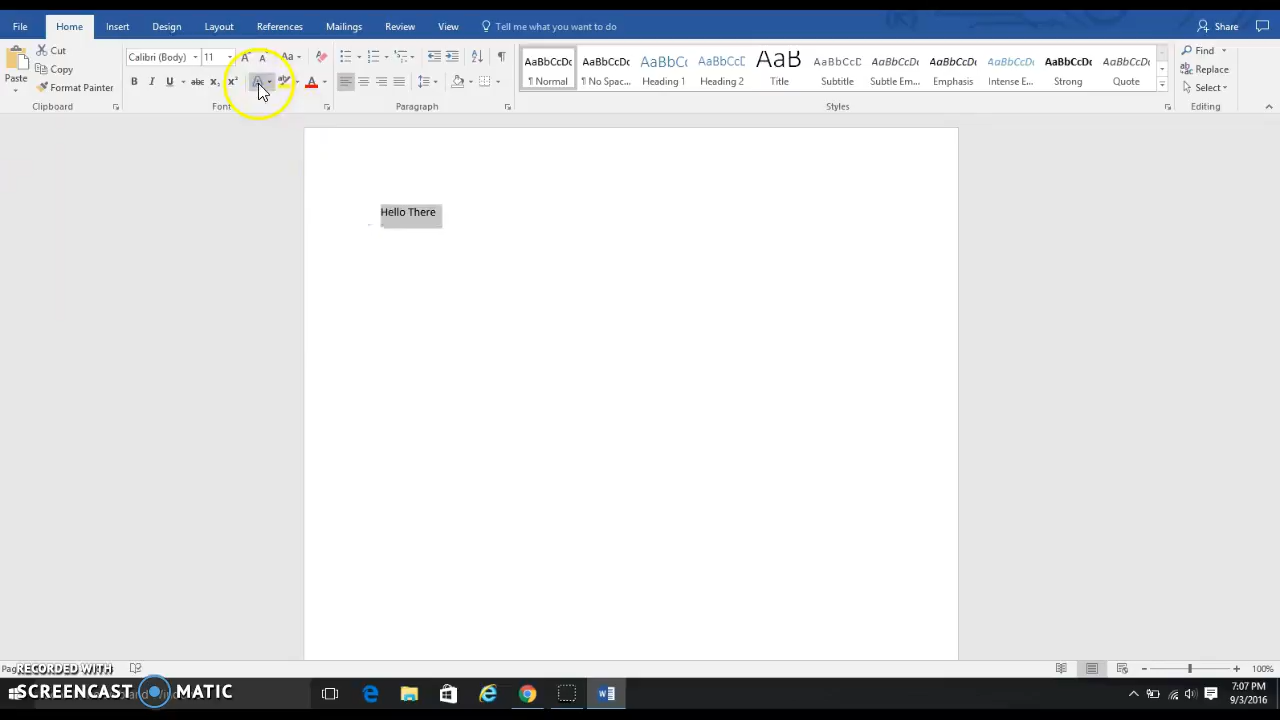 File Home Insert Design Layout References Mailings Review View Tell me what you want to do Share
Paste Cut Copy Format Painter
Calibri (Body) 11
Clipboard Font Paragraph Styles Editing
AaBbCcDc AaBbCcDc AaBbC( AaBbCcD AaB AaBbCcD AaBbCcDc AaBbCcDc AaBbCcDc AaBbCcDc AaBbCcDc
¶ Normal ¶ No Spac... Heading 1 Heading 2 Title Subtitle Subtle Em... Emphasis Intense E... Strong Quote
Find
Replace
Select
Hello There
RECORDED WITH
SCREENCAST MATIC
100%
7:07 PM
9/3/2016